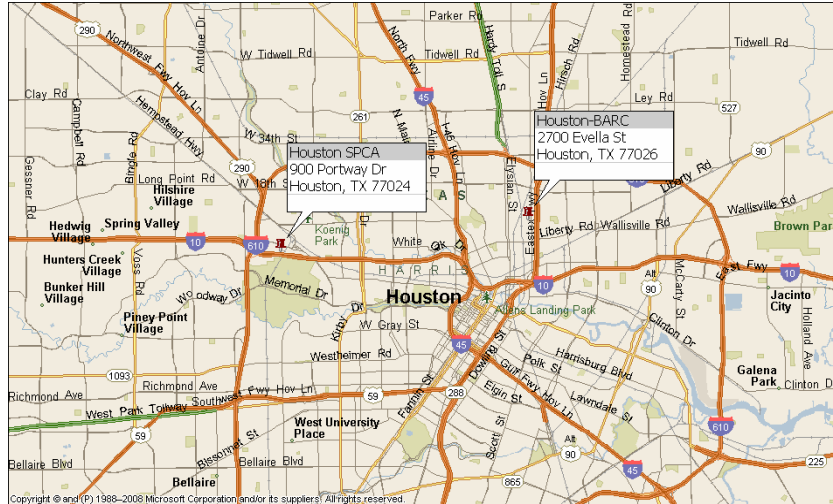 Parker Rd
290
Northwest Fwy Hov Ln
Antoine Dr
W Tidwell Rd
North Fwy
Hardy Toll S
Hov Ln
Hirsch Rd
Homestead Rd
Tidwell Rd
Clay Rd
Campbell Rd
Bingle Rd
Hempstead Hwy
261
45
N Main
Airline Dr
I-45 Hov Ln
Ley Rd
527
Houston-BARC
2700 Evella St
Houston, TX 77026
W 34th St
Houston SPCA
900 Portway Dr
Houston, TX 77024
90
Gessner Rd
290
Long Point Rd
W 18th S
Elysian St
610
Liberty Rd
Hilshire
Village
A S
Eastex Fwy
Wallisville Rd
Hedwig
Village
Spring Valley
Koenig
Park
Liberty Rd
Wallisville Rd
Brown Par
10
610
White Oak Dr
Hunters Creek
Village
Voss Rd
HARRIS
Alt
90
McCarty St
East Fwy
10
Bunker Hill
Village
Woodway Dr
Memorial Dr
Houston
10
Jacinto
City
Piney Point
Village
Kirby Dr
W Gray St
Allens Landing Park
Clinton Dr
Holland Ave
45
Dowling St
Westheimer Rd
Polk St
Harrisburg Blvd
Galena
Park
1093
Richmond Ave
Richmond Ave
Southwest Fwy Hov Ln
59
Fannin St
288
Gulf Fwy Hov Ln
Elgin St
Lawndale St
Clinton D
West Park Tollway
59
West University
Place
Scott St
Alt
90
610
Bissonnet St
Bellaire Blvd
Bellaire Blvd
Bellaire
90
865
45
225
Copyright © and (P) 1988–2008 Microsoft Corporation and/or its suppliers. All rights reserved.